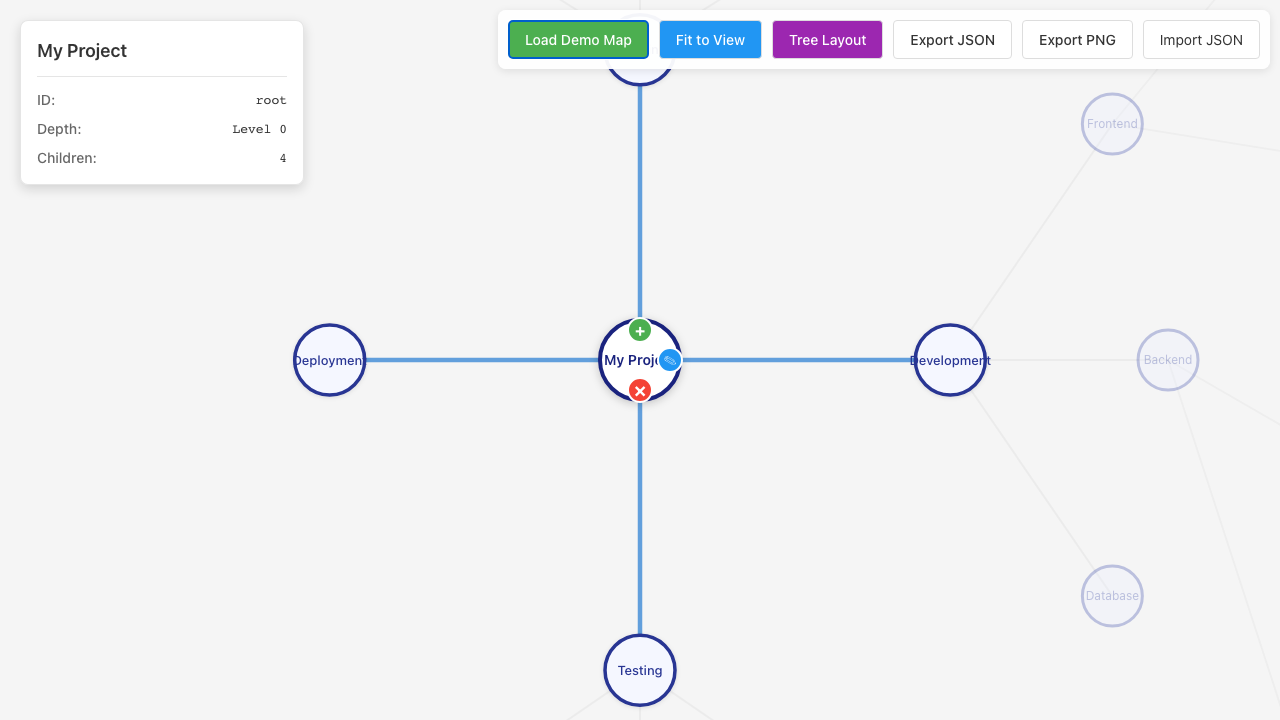 My Project
ID: root
Depth: Level 0
Children: 4
Load Demo Map
Fit to View
Tree Layout
Export JSON
Export PNG
Import JSON
Frontend
Deploymen
My Proje
Development
Backend
Database
Testing